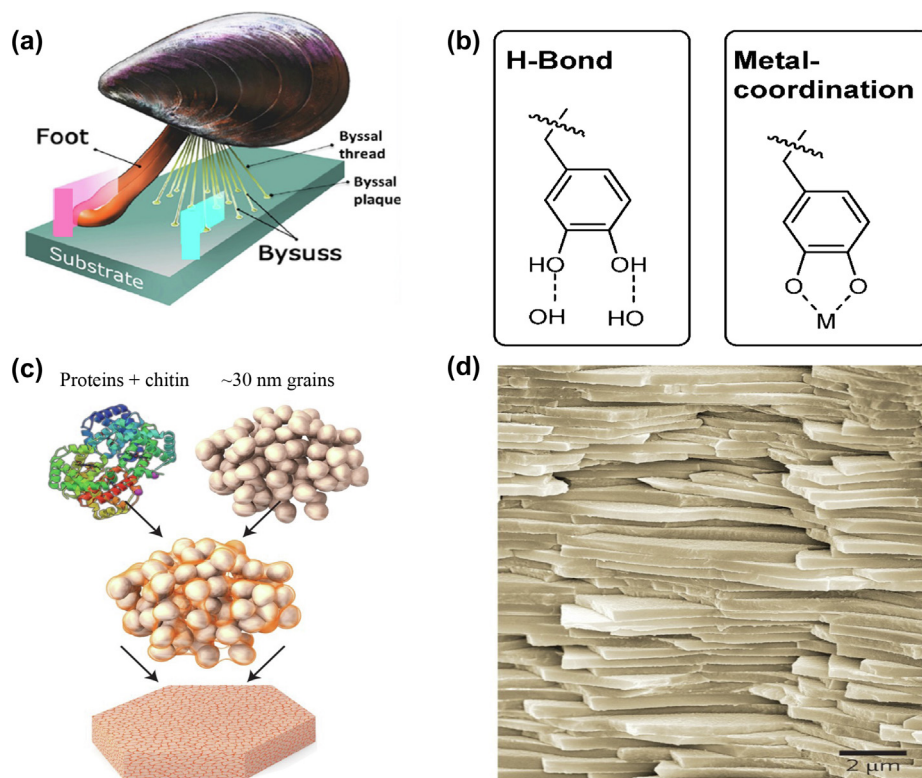 (a)
Foot
Byssal
thread
Byssal
plaque
Bysuss
Substrate
(b)
H-Bond
HO
OH
OH
HO
Metal-
coordination
O
O
M
(c)
Proteins + chitin
~30 nm grains
(d)
2 μm